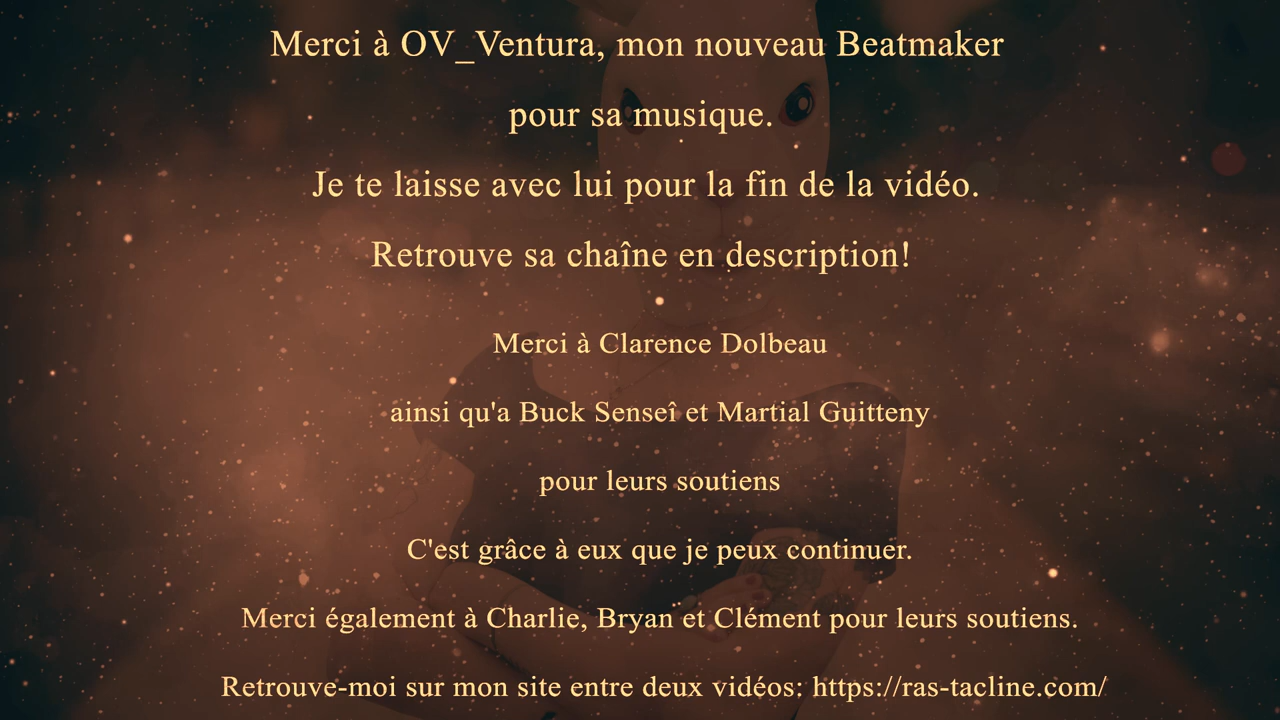 Merci à OV_Ventura, mon nouveau Beatmaker
pour sa musique.
Je te laisse avec lui pour la fin de la vidéo.
Retrouve sa chaîne en description!
Merci à Clarence Dolbeau
ainsi qu'a Buck Senseî et Martial Guitteny
pour leurs soutiens
C'est grâce à eux que je peux continuer.
Merci également à Charlie, Bryan et Clément pour leurs soutiens.
Retrouve-moi sur mon site entre deux vidéos: https://ras-tacline.com/